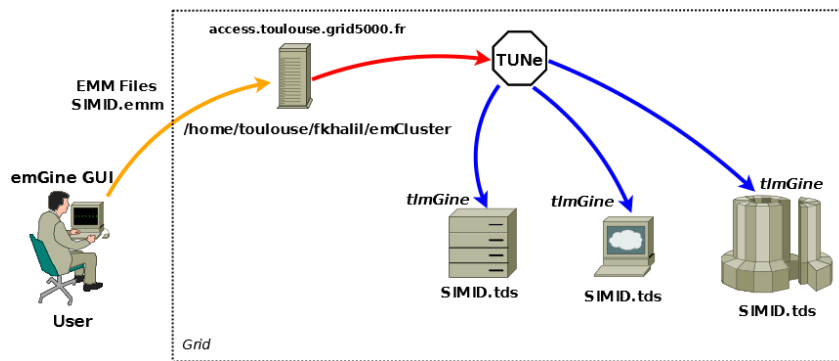 access.toulouse.grid5000.fr
TUNe
EMM Files
SIMID.emm
/home/toulouse/fkhalil/emCluster
emGine GUI
tlmGine
tlmGine
tlmGine
SIMID.tds
SIMID.tds
SIMID.tds
User
Grid